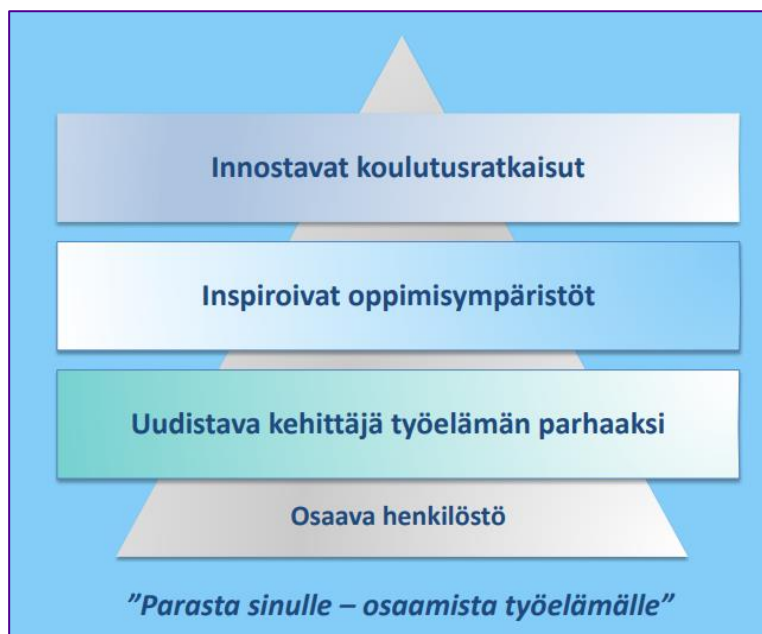 Innostavat koulutusratkaisut
Inspiroivat oppimisympäristöt
Uudistava kehittäjä työelämän parhaaksi
Osaava henkilöstö
”Parasta sinulle – osaamista työelämälle”